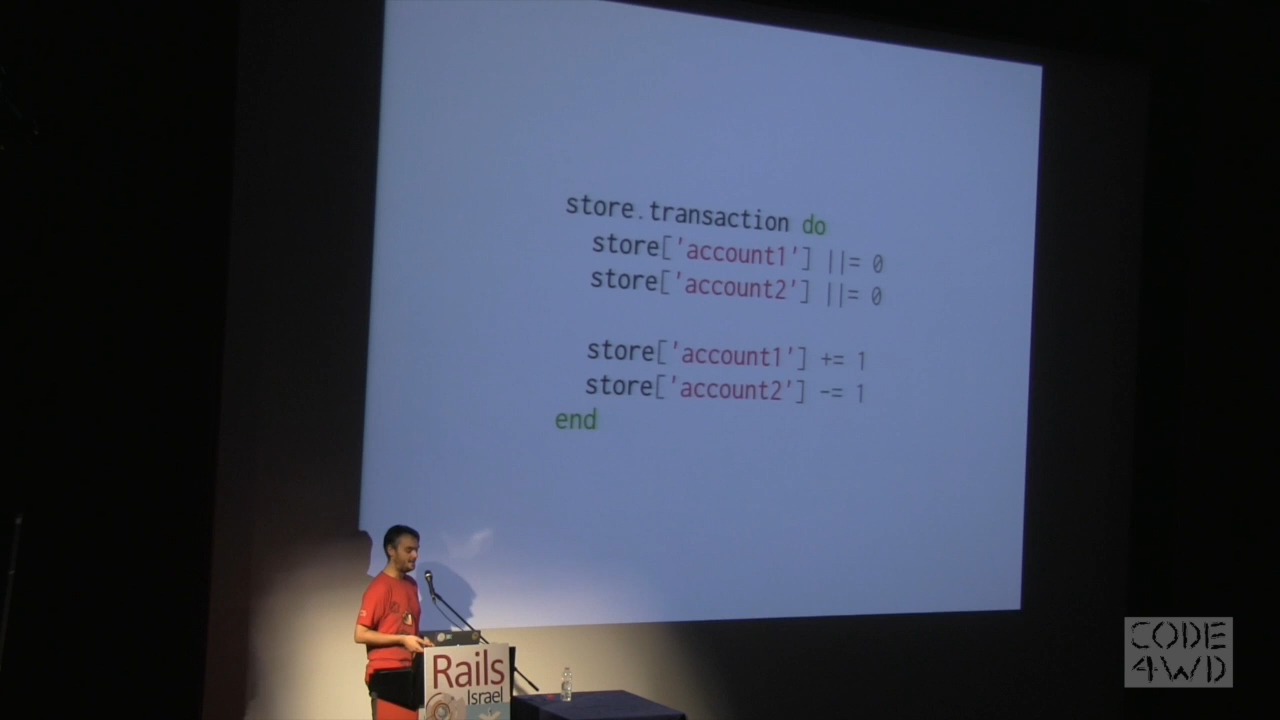 store.transaction do
store['account1'] ||= 0
store['account2'] ||= 0
store['account1'] += 1
store['account2'] -= 1
end
Rails
Israel
CODE
4WD